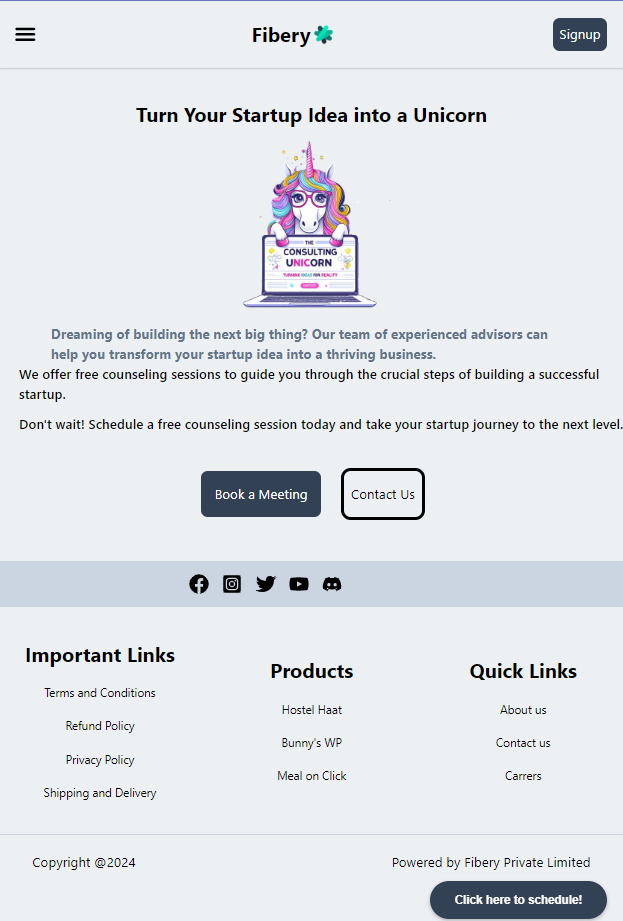 Fibery
Signup
Turn Your Startup Idea into a Unicorn
THE
CONSULTING
UNICORN
TURNING IDEAS INTO REALITY
Dreaming of building the next big thing? Our team of experienced advisors can
help you transform your startup idea into a thriving business.
We offer free counseling sessions to guide you through the crucial steps of building a successful
startup.
Don't wait! Schedule a free counseling session today and take your startup journey to the next level.
Book a Meeting
Contact Us
Important Links
Terms and Conditions
Refund Policy
Privacy Policy
Shipping and Delivery
Products
Hostel Haat
Bunny's WP
Meal on Click
Quick Links
About us
Contact us
Carrers
Copyright @2024
Powered by Fibery Private Limited
Click here to schedule!